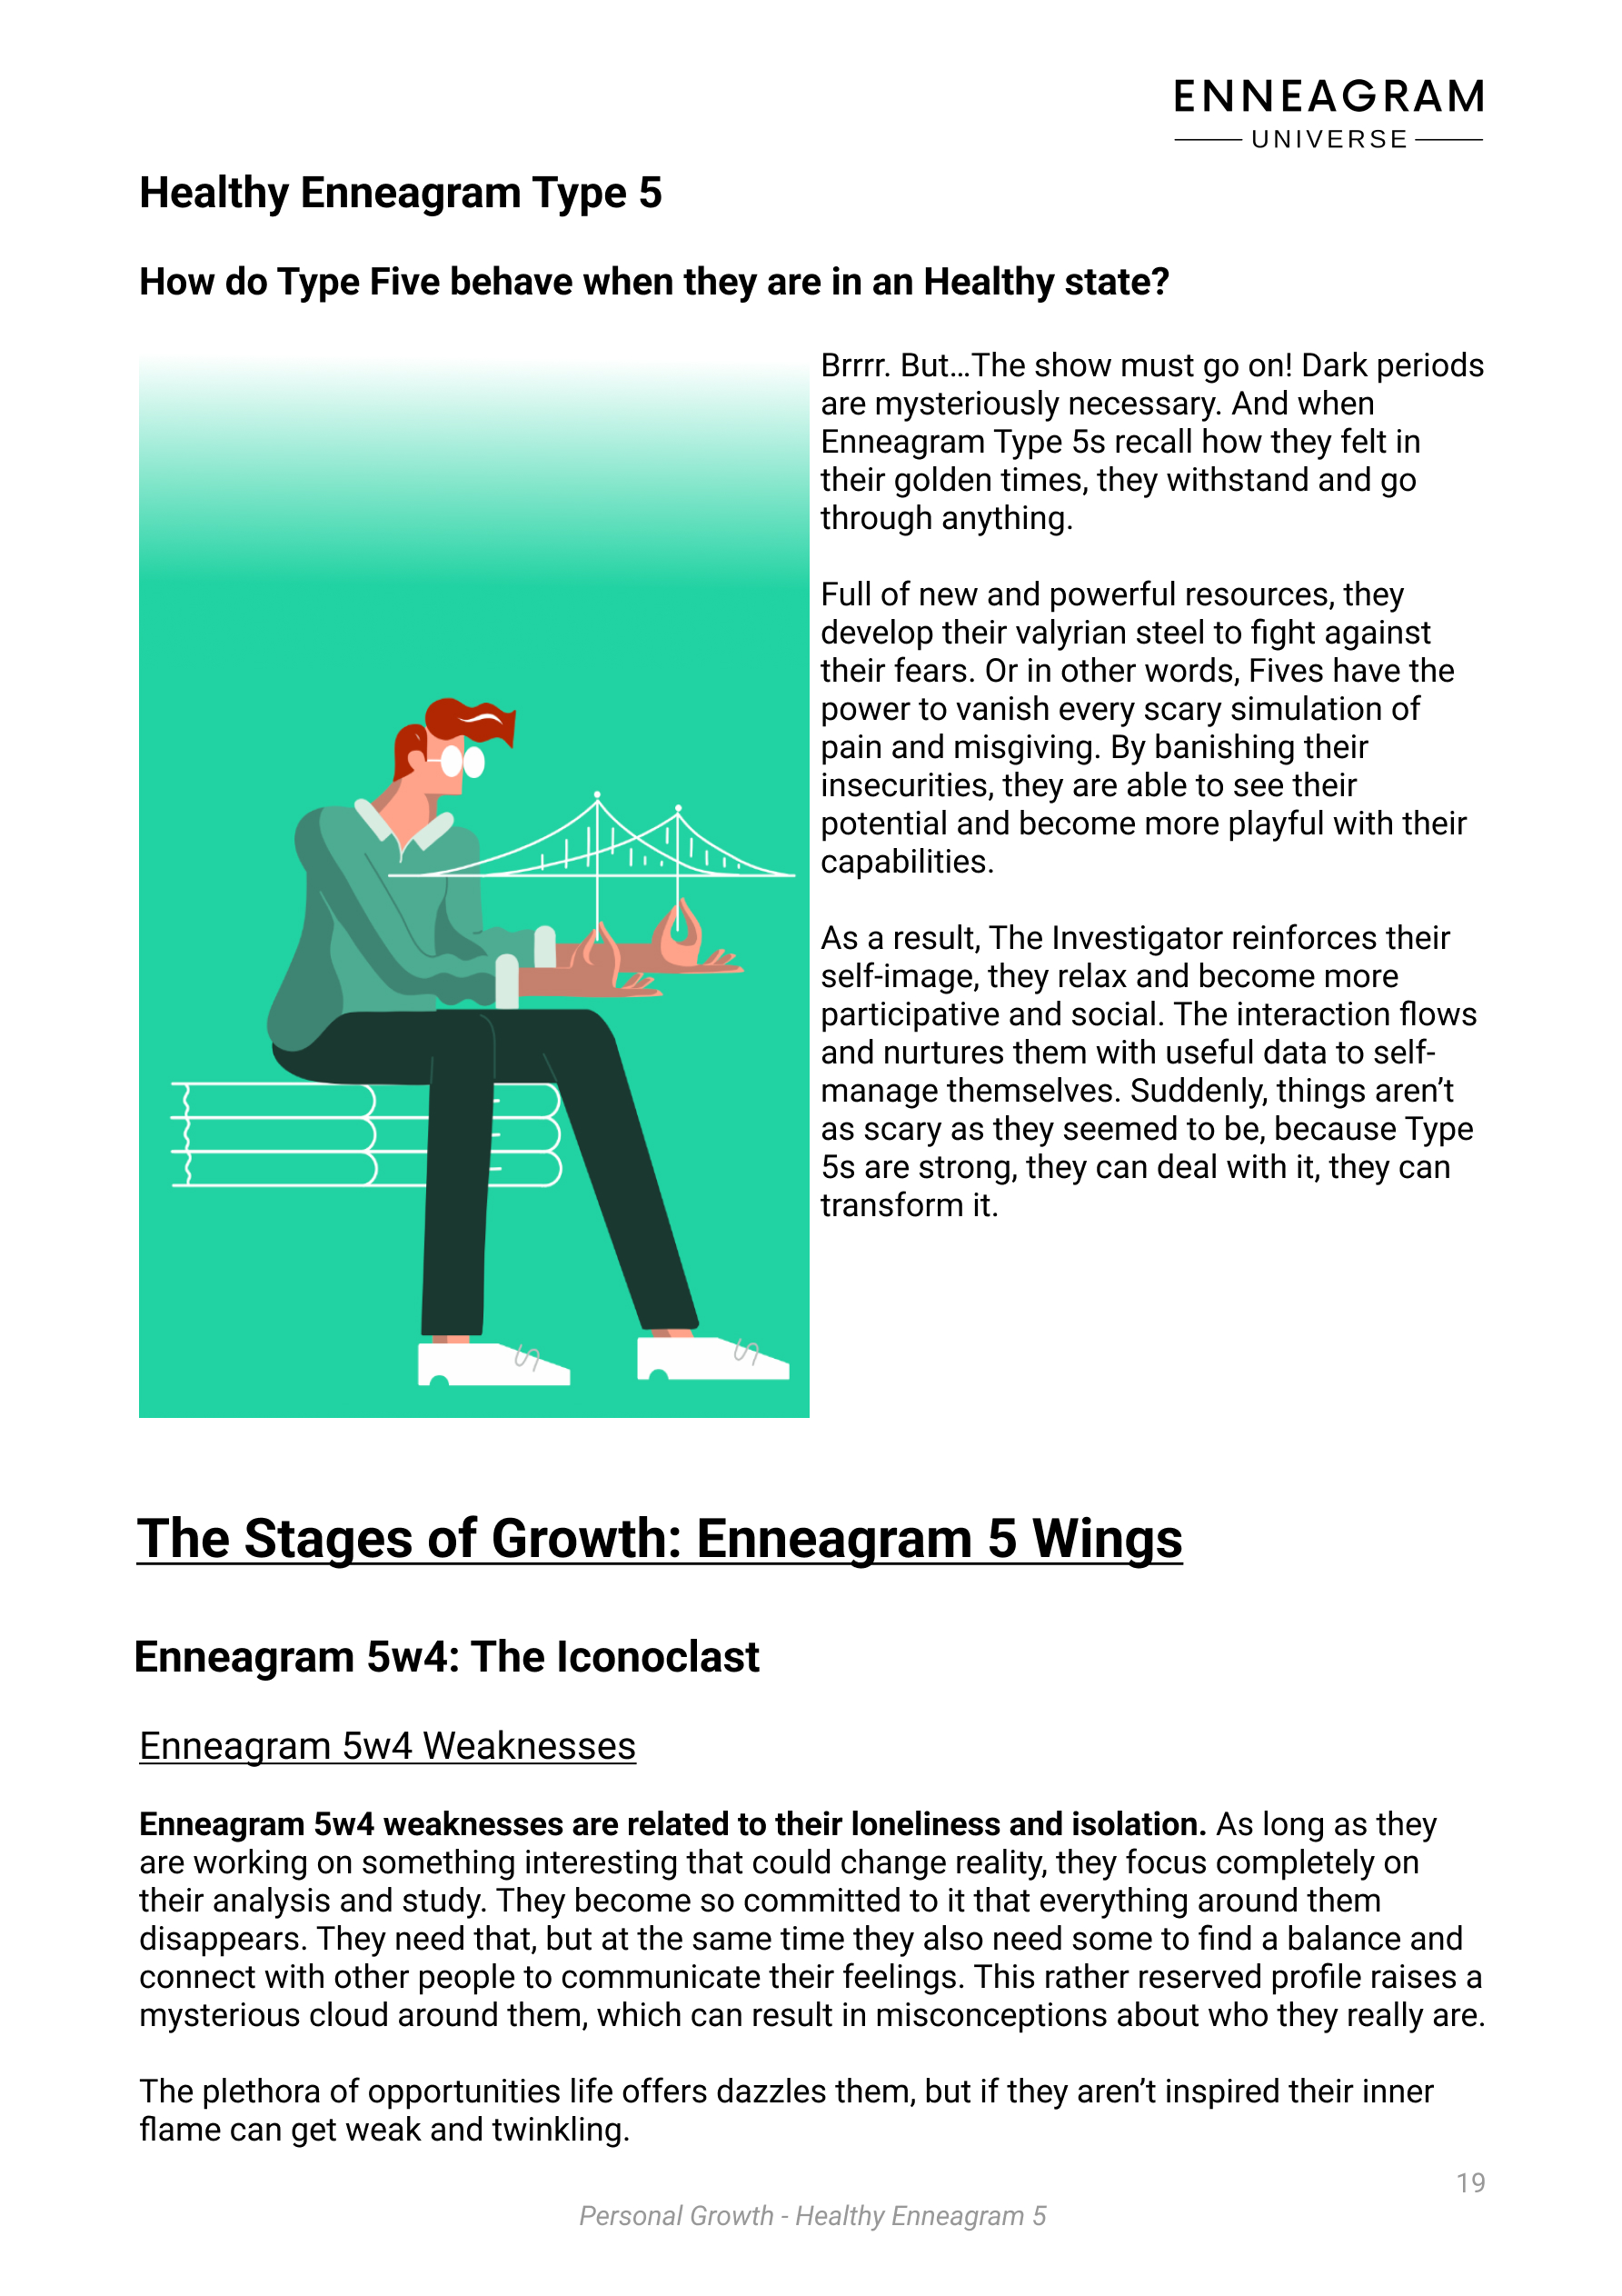 ENNEAGRAM
UNIVERSE
Healthy Enneagram Type 5
How do Type Five behave when they are in an Healthy state?
Brrrr. But…The show must go on! Dark periods
are mysteriously necessary. And when
Enneagram Type 5s recall how they felt in
their golden times, they withstand and go
through anything.
Full of new and powerful resources, they
develop their valyrian steel to fight against
their fears. Or in other words, Fives have the
power to vanish every scary simulation of
pain and misgiving. By banishing their
insecurities, they are able to see their
potential and become more playful with their
capabilities.
As a result, The Investigator reinforces their
self-image, they relax and become more
participative and social. The interaction flows
and nurtures them with useful data to self-
manage themselves. Suddenly, things aren’t
as scary as they seemed to be, because Type
5s are strong, they can deal with it, they can
transform it.
The Stages of Growth: Enneagram 5 Wings
Enneagram 5w4: The Iconoclast
Enneagram 5w4 Weaknesses
Enneagram 5w4 weaknesses are related to their loneliness and isolation. As long as they
are working on something interesting that could change reality, they focus completely on
their analysis and study. They become so committed to it that everything around them
disappears. They need that, but at the same time they also need some to find a balance and
connect with other people to communicate their feelings. This rather reserved profile raises a
mysterious cloud around them, which can result in misconceptions about who they really are.
The plethora of opportunities life offers dazzles them, but if they aren’t inspired their inner
flame can get weak and twinkling.
19
Personal Growth - Healthy Enneagram 5